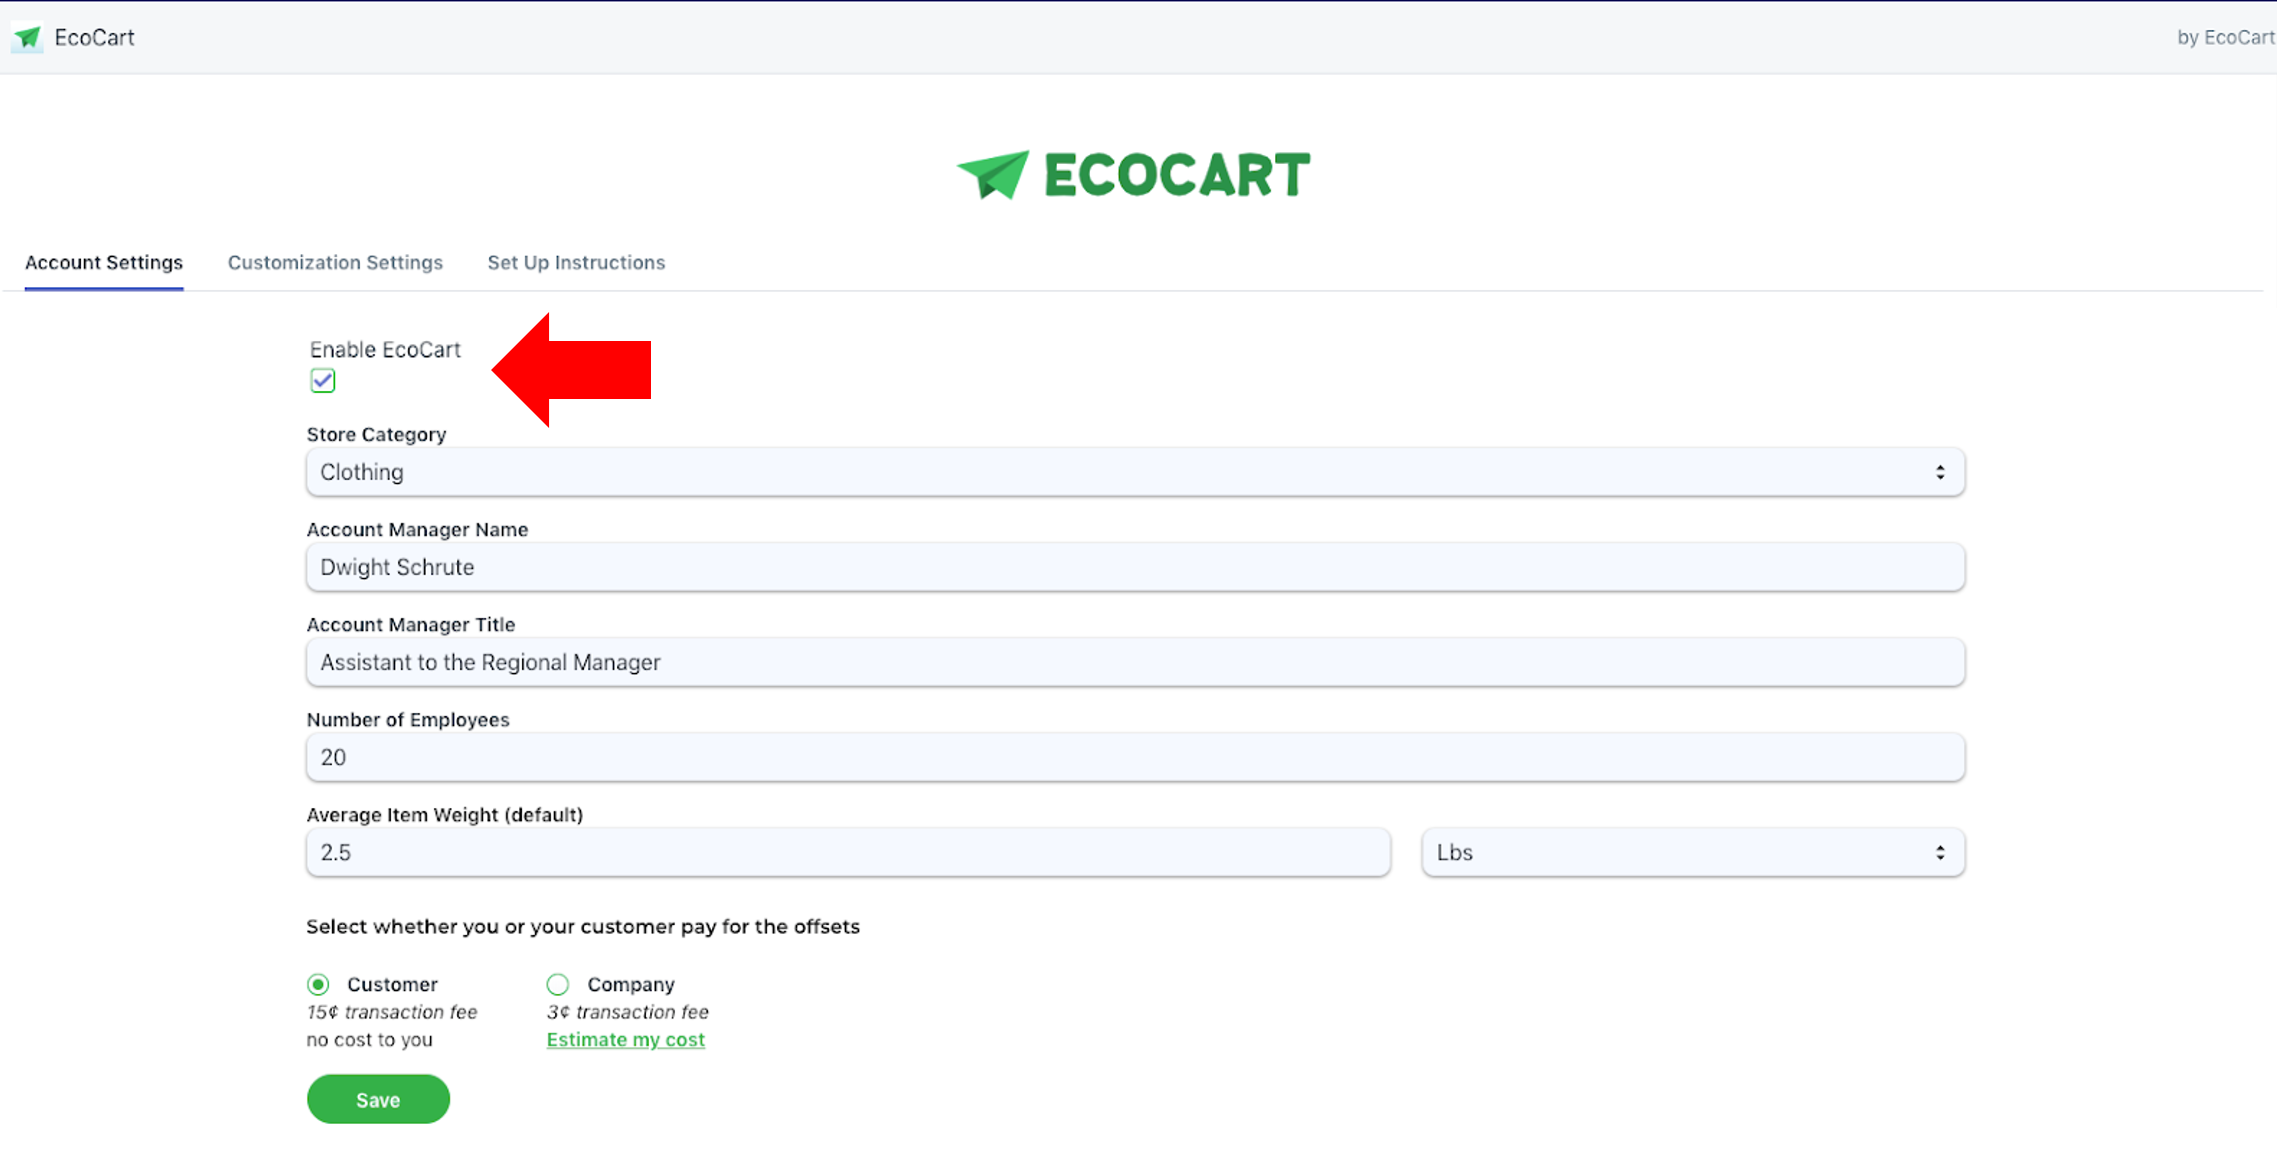 EcoCart
by EcoCart
ECOCART
Account Settings Customization Settings Set Up Instructions
Enable EcoCart
Store Category
Clothing
Account Manager Name
Dwight Schrute
Account Manager Title
Assistant to the Regional Manager
Number of Employees
20
Average Item Weight (default)
2.5 Lbs
Select whether you or your customer pay for the offsets
Customer Company
15¢ transaction fee 3¢ transaction fee
no cost to you Estimate my cost
Save